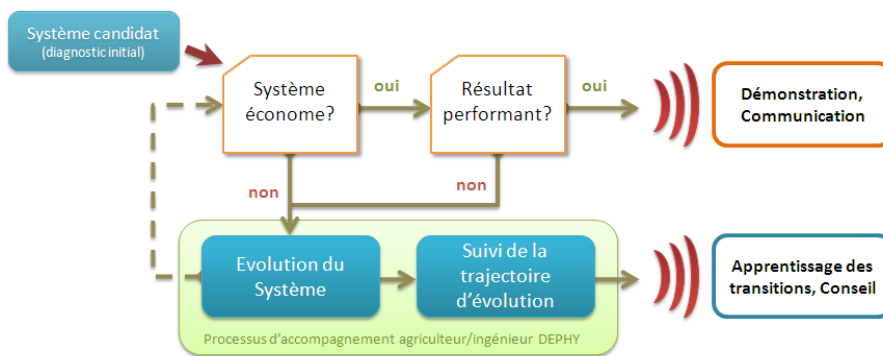 Système candidat
(diagnostic initial)
Système
économe?
oui
Résultat
performant?
oui
Démonstration,
Communication
non
non
Evolution du
Système
Suivi de la
trajectoire
d'évolution
Apprentissage des
transitions, Conseil
Processus d'accompagnement agriculteur/ingénieur DEPHY